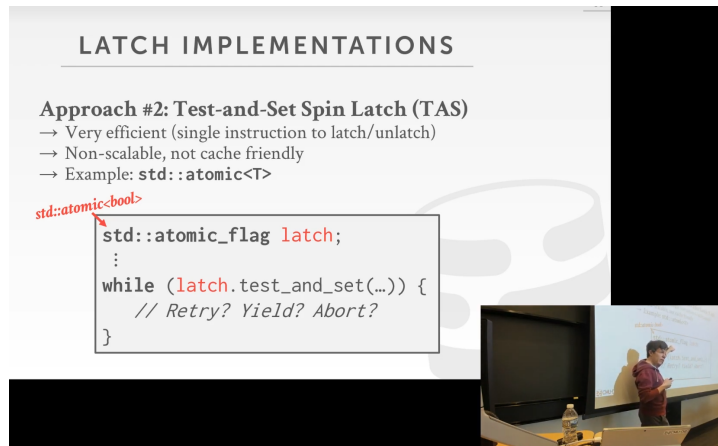 LATCH IMPLEMENTATIONS
Approach #2: Test-and-Set Spin Latch (TAS)
→ Very efficient (single instruction to latch/unlatch)
→ Non-scalable, not cache friendly
→ Example: std::atomic<T>
std::atomic<bool>
std::atomic_flag latch;
⋮
while (latch.test_and_set(…)) {
// Retry? Yield? Abort?
}